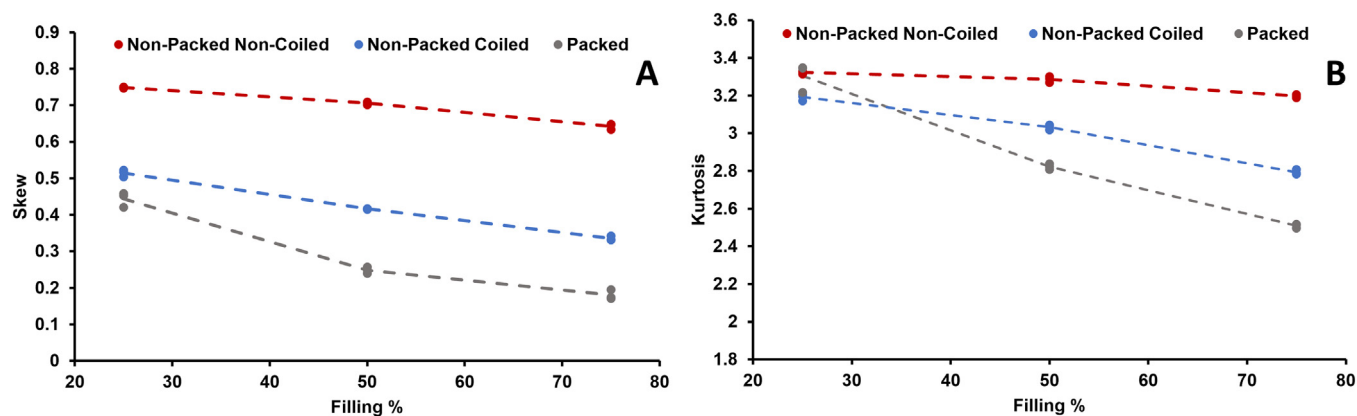 Non-Packed Non-Coiled Non-Packed Coiled Packed
A
Skew
0.9
0.8
0.7
0.6
0.5
0.4
0.3
0.2
0.1
0
20 30 40 50 60 70 80
Filling %
Non-Packed Non-Coiled Non-Packed Coiled Packed
B
Kurtosis
3.8
3.6
3.4
3.2
3
2.8
2.6
2.4
2.2
2
1.8
20 30 40 50 60 70 80
Filling %